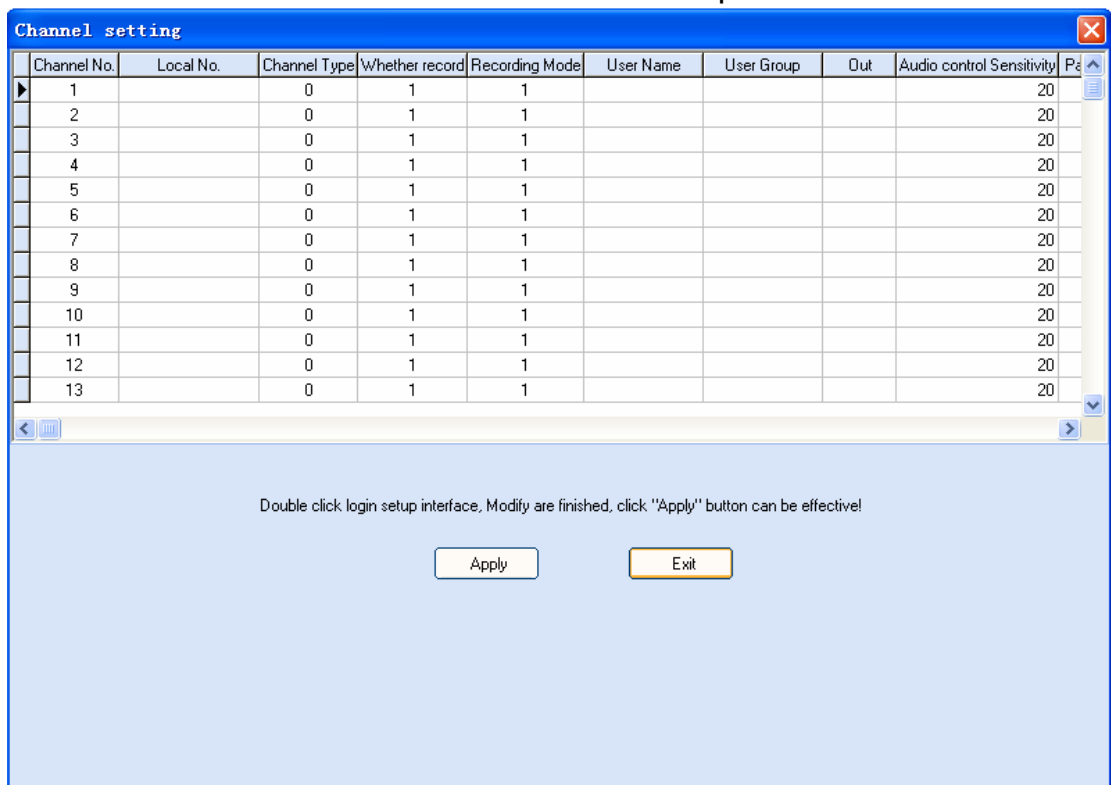 Channel setting
Channel No. Local No. Channel Type Whether record Recording Mode User Name User Group Out Audio control Sensitivity Pa
1 0 1 1 20
2 0 1 1 20
3 0 1 1 20
4 0 1 1 20
5 0 1 1 20
6 0 1 1 20
7 0 1 1 20
8 0 1 1 20
9 0 1 1 20
10 0 1 1 20
11 0 1 1 20
12 0 1 1 20
13 0 1 1 20
Double click login setup interface, Modify are finished, click "Apply" button can be effective!
Apply Exit